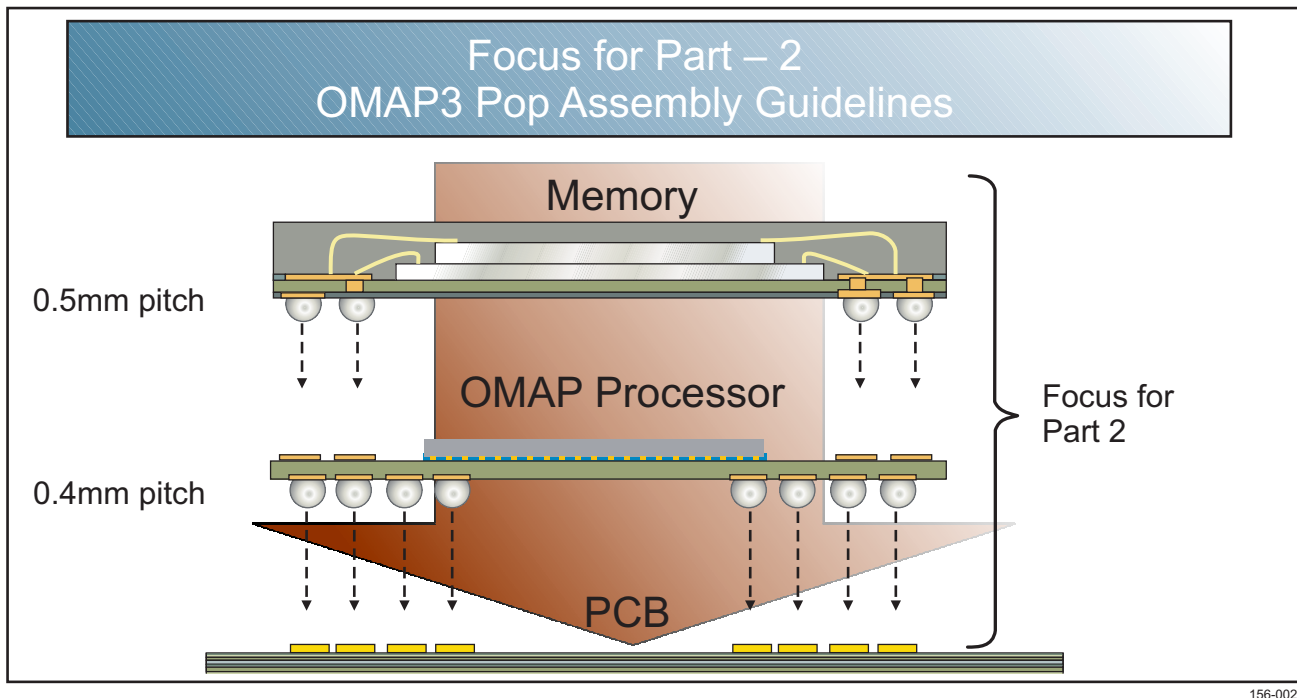 Focus for Part – 2
OMAP3 Pop Assembly Guidelines
Memory
0.5mm pitch
OMAP Processor
Focus for
Part 2
0.4mm pitch
PCB
156-002